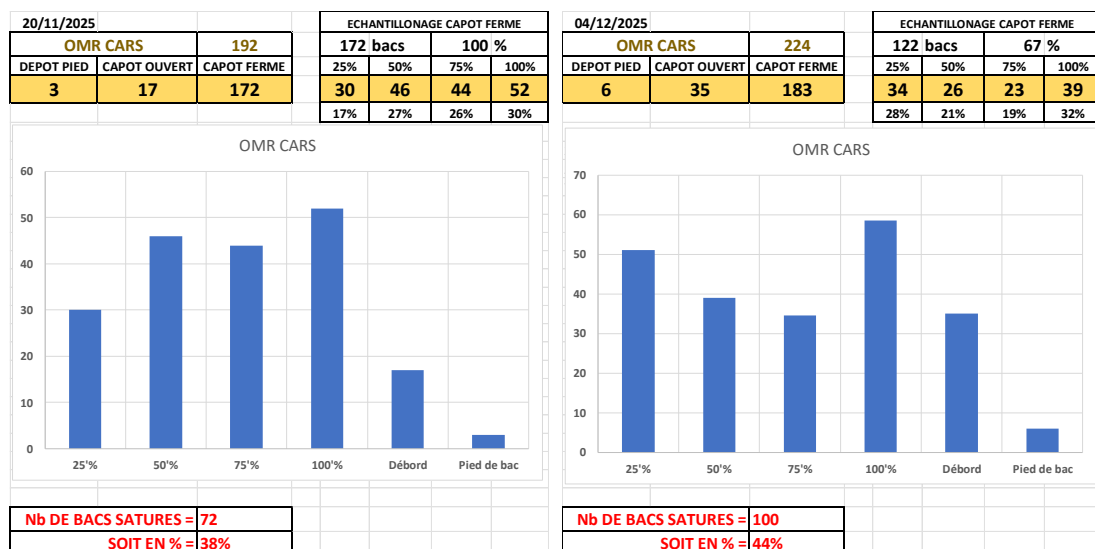 20/11/2025
ECHANTILLONAGE CAPOT FERME
OMR CARS 192
172 bacs 100 %
DEPOT PIED CAPOT OUVERT CAPOT FERME
25% 50% 75% 100%
3 17 172
30 46 44 52
17% 27% 26% 30%
OMR CARS
60
50
40
30
20
10
0
25'% 50'% 75'% 100'% Débord Pied de bac
Nb DE BACS SATURES = 72
SOIT EN % = 38%
04/12/2025
ECHANTILLONAGE CAPOT FERME
OMR CARS 224
122 bacs 67 %
DEPOT PIED CAPOT OUVERT CAPOT FERME
25% 50% 75% 100%
6 35 183
34 26 23 39
28% 21% 19% 32%
OMR CARS
70
60
50
40
30
20
10
0
25'% 50'% 75'% 100'% Débord Pied de bac
Nb DE BACS SATURES = 100
SOIT EN % = 44%